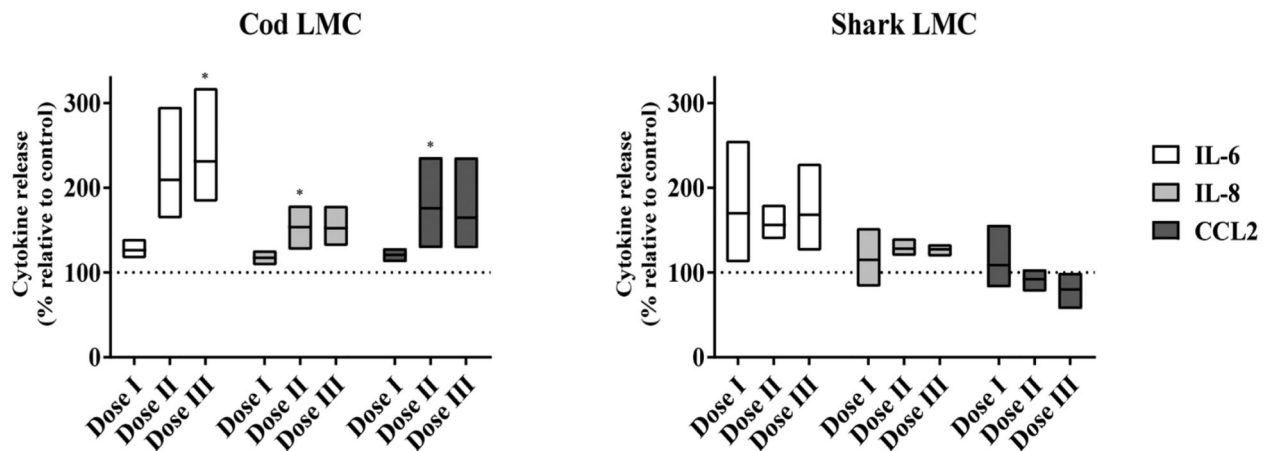 Cod LMC
Cytokine release
(% relative to control)
300
200
100
0
*
*
*
Dose I
Dose II
Dose III
Dose I
Dose II
Dose III
Dose I
Dose II
Dose III
Shark LMC
Cytokine release
(% relative to control)
300
200
100
0
Dose I
Dose II
Dose III
Dose I
Dose II
Dose III
Dose I
Dose II
Dose III
IL-6
IL-8
CCL2